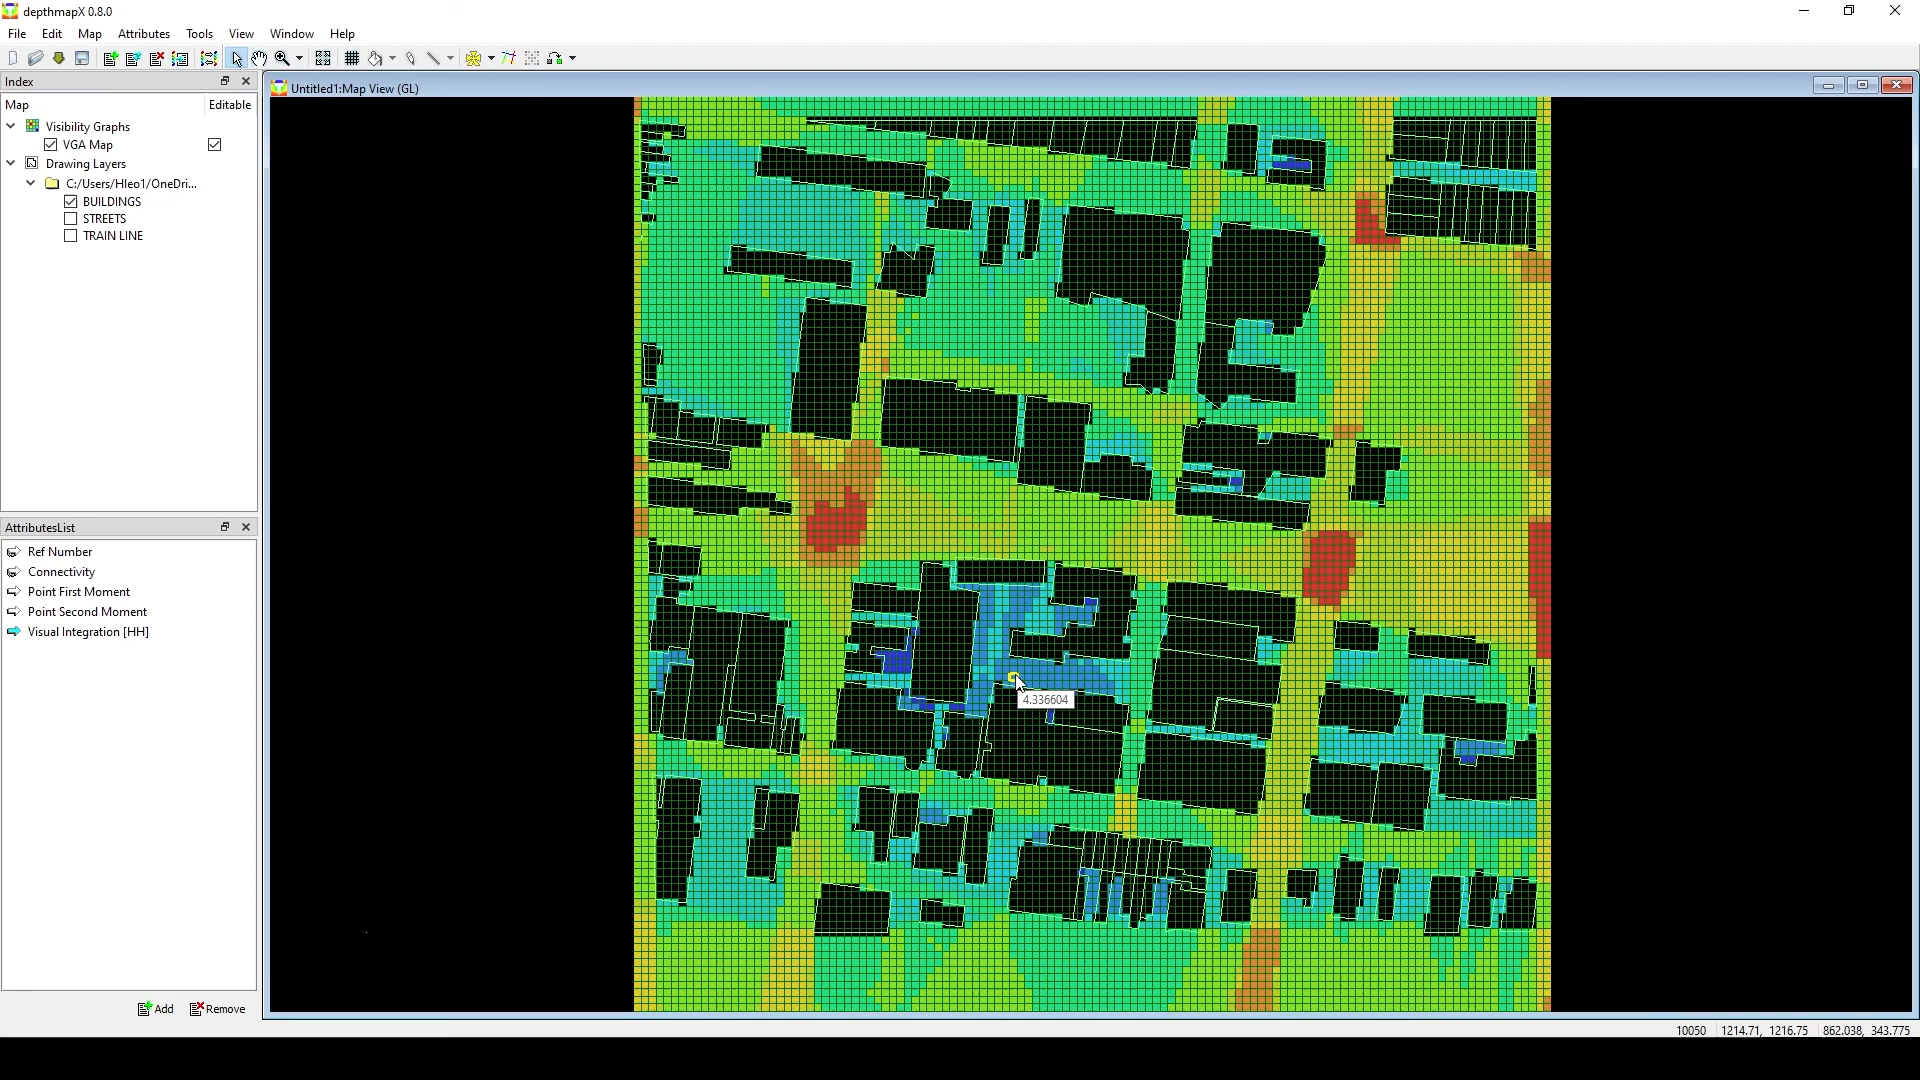 depthmapX 0.8.0
File Edit Map Attributes Tools View Window Help
Index
Untitled1:Map View (GL)
Map Editable
Visibility Graphs
VGA Map
Drawing Layers
C:/Users/Hleo1/OneDri...
BUILDINGS
STREETS
TRAIN LINE
AttributesList
Ref Number
Connectivity
Point First Moment
Point Second Moment
Visual Integration [HH]
4.336604
Add Remove
10050 1214.71, 1216.75 862.038, 343.775